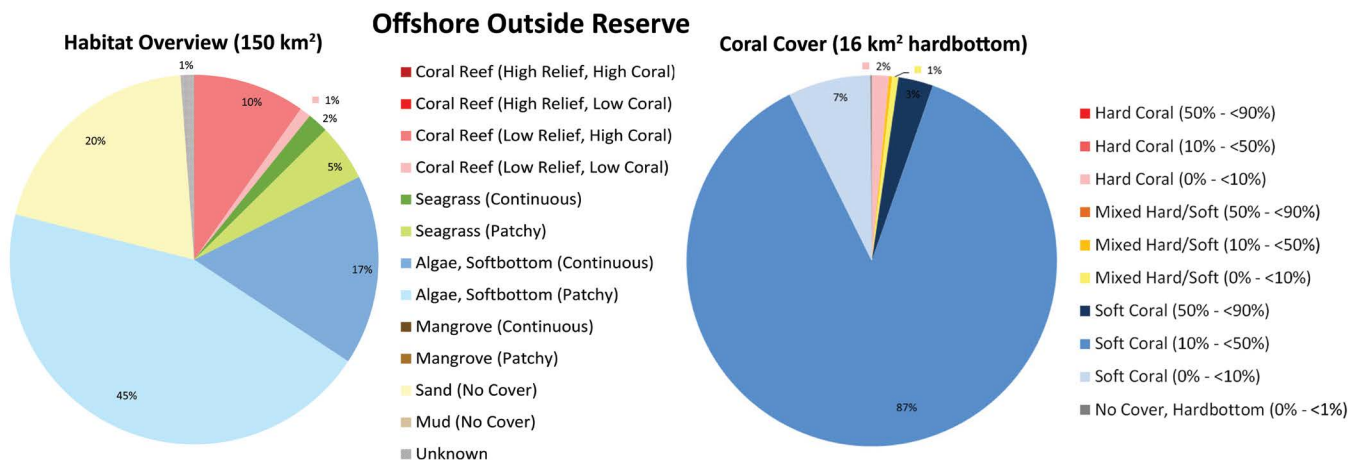 Offshore Outside Reserve
Habitat Overview (150 km²)
1%
10%
1%
2%
5%
17%
45%
20%
Coral Reef (High Relief, High Coral)
Coral Reef (High Relief, Low Coral)
Coral Reef (Low Relief, High Coral)
Coral Reef (Low Relief, Low Coral)
Seagrass (Continuous)
Seagrass (Patchy)
Algae, Softbottom (Continuous)
Algae, Softbottom (Patchy)
Mangrove (Continuous)
Mangrove (Patchy)
Sand (No Cover)
Mud (No Cover)
Unknown
Coral Cover (16 km² hardbottom)
2%
1%
3%
7%
87%
Hard Coral (50% - <90%)
Hard Coral (10% - <50%)
Hard Coral (0% - <10%)
Mixed Hard/Soft (50% - <90%)
Mixed Hard/Soft (10% - <50%)
Mixed Hard/Soft (0% - <10%)
Soft Coral (50% - <90%)
Soft Coral (10% - <50%)
Soft Coral (0% - <10%)
No Cover, Hardbottom (0% - <1%)